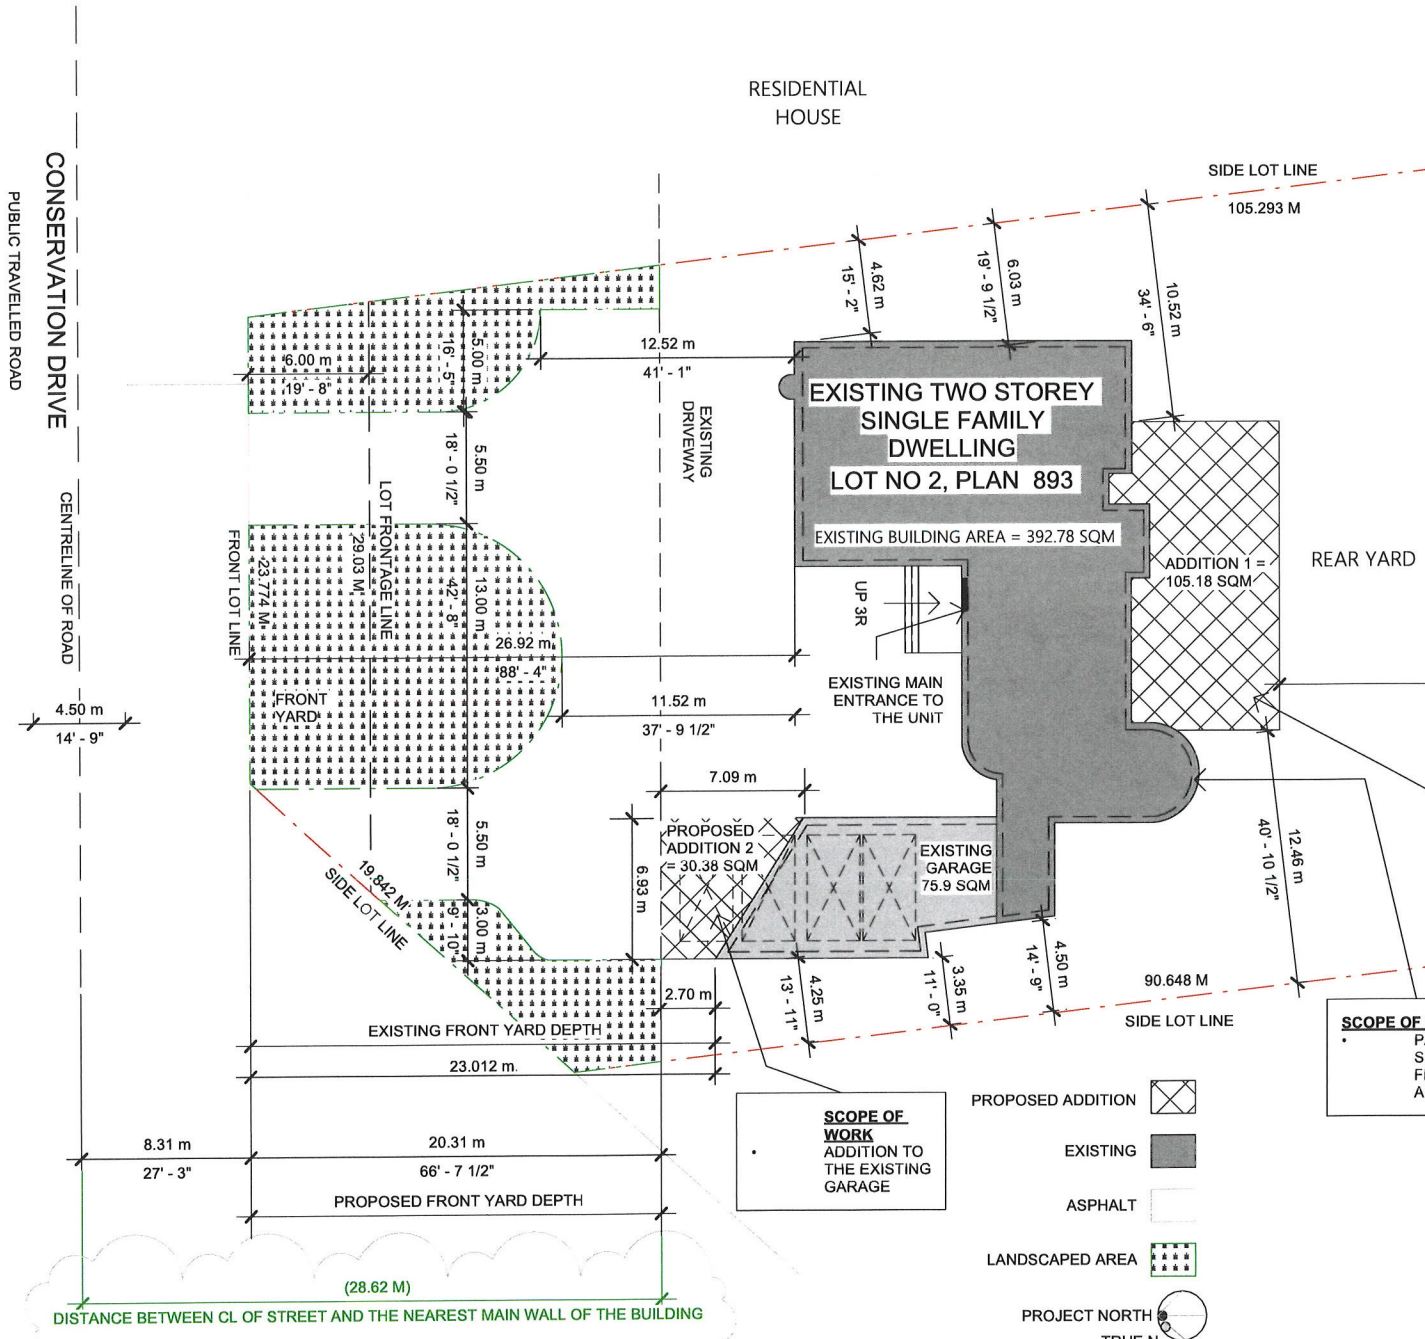 RESIDENTIAL
HOUSE
SIDE LOT LINE
105.293 M
CONSERVATION DRIVE
PUBLIC TRAVELLED ROAD
CENTRELINE OF ROAD
4.50 m
14' - 9"
6.00 m
19' - 8"
5.00 m
16' - 5"
12.52 m
41' - 1"
4.62 m
15' - 2"
6.03 m
19' - 9 1/2"
10.52 m
34' - 6"
EXISTING
DRIVEWAY
5.50 m
18' - 0 1/2"
LOT FRONTAGE LINE
29.03 M
FRONT LOT LINE
23.774 M
13.00 m
42' - 8"
26.92 m
88' - 4"
FRONT
YARD
11.52 m
37' - 9 1/2"
EXISTING TWO STOREY
SINGLE FAMILY
DWELLING
LOT NO 2, PLAN 893
EXISTING BUILDING AREA = 392.78 SQM
UP 3R
EXISTING MAIN
ENTRANCE TO
THE UNIT
ADDITION 1 =
105.18 SQM
REAR YARD
7.09 m
6.93 m
PROPOSED
ADDITION 2
= 30.38 SQM
EXISTING
GARAGE
75.9 SQM
5.50 m
18' - 0 1/2"
19.842 M
SIDE LOT LINE
3.00 m
9' - 10"
12.46 m
40' - 10 1/2"
4.25 m
13' - 11"
3.35 m
11' - 0"
4.50 m
14' - 9"
90.648 M
SIDE LOT LINE
2.70 m
EXISTING FRONT YARD DEPTH
23.012 m.
8.31 m
27' - 3"
20.31 m
66' - 7 1/2"
PROPOSED FRONT YARD DEPTH
(28.62 M)
DISTANCE BETWEEN CL OF STREET AND THE NEAREST MAIN WALL OF THE BUILDING
SCOPE OF
WORK
• ADDITION TO
THE EXISTING
GARAGE
SCOPE OF
PROPOSED ADDITION
EXISTING
ASPHALT
LANDSCAPED AREA
PROJECT NORTH